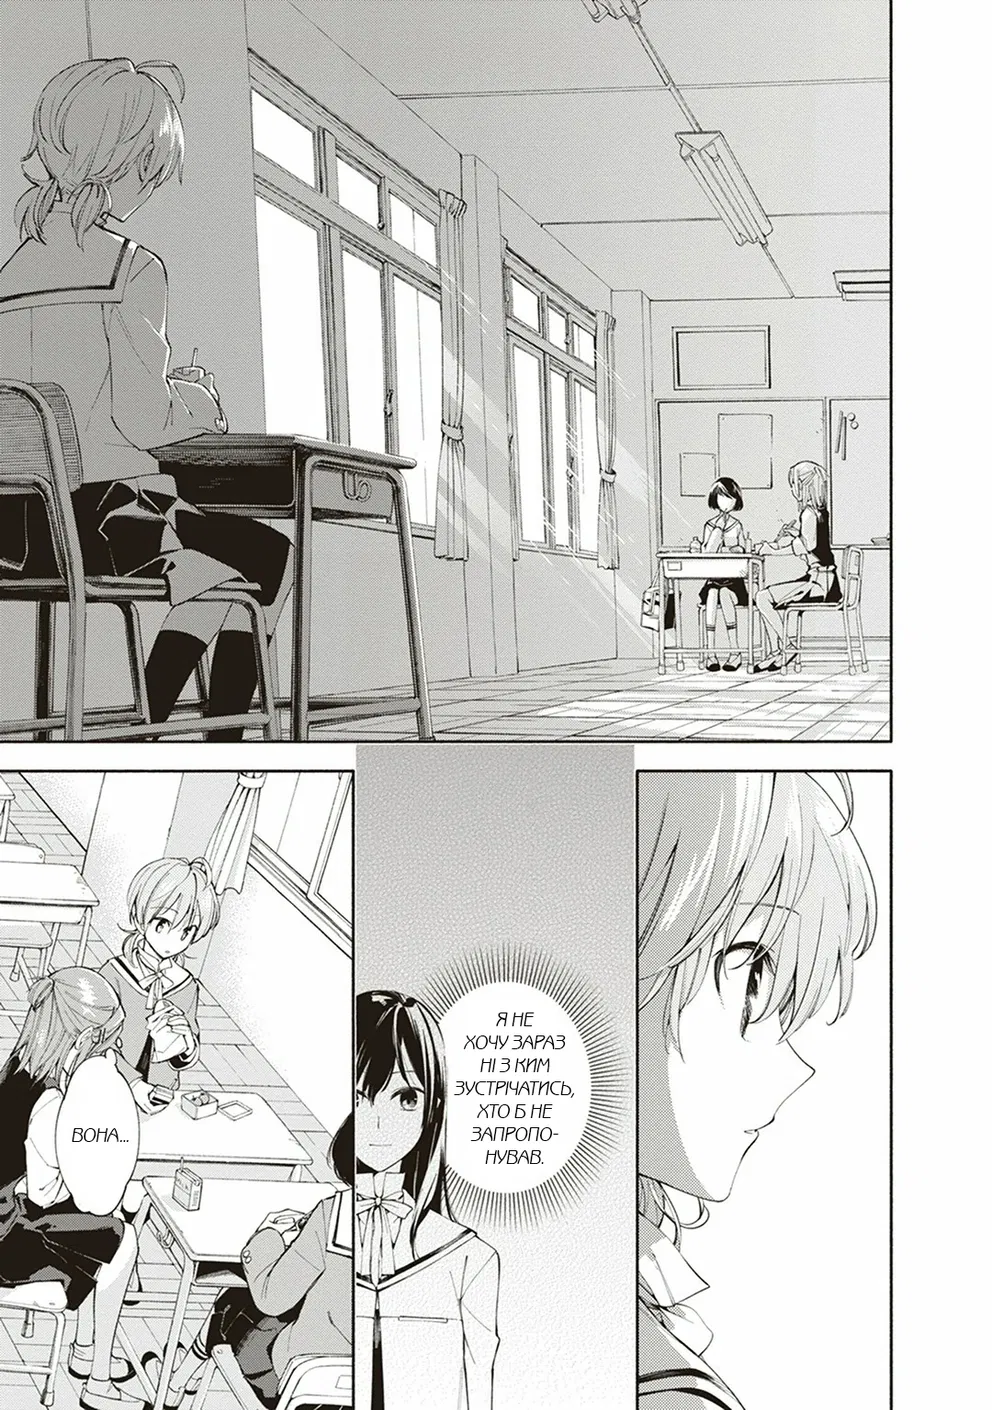 Я НЕ
ХОЧУ ЗАРАЗ
НІ З КИМ
ЗУСТРІЧАТИСЬ,
ХТО Б НЕ
ЗАПРОПО-
НУВАВ.
ВОНА...